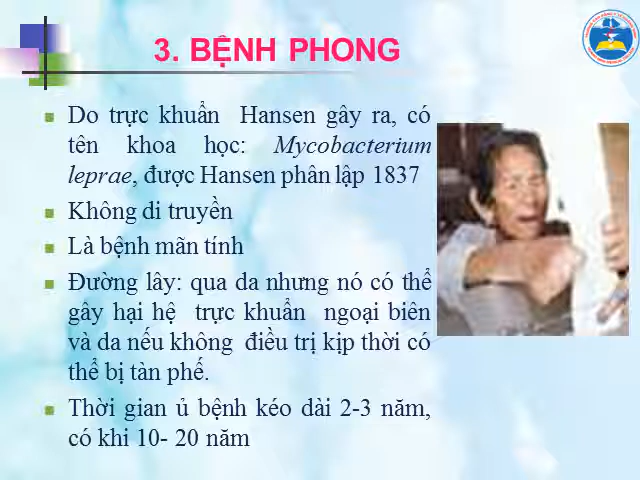 3. BỆNH PHONG
Do trực khuẩn Hansen gây ra, có
tên khoa học: Mycobacterium
leprae, được Hansen phân lập 1837
Không di truyền
Là bệnh mãn tính
Đường lây: qua da nhưng nó có thể
gây hại hệ trực khuẩn ngoại biên
và da nếu không điều trị kịp thời có
thể bị tàn phế.
Thời gian ủ bệnh kéo dài 2-3 năm,
có khi 10- 20 năm